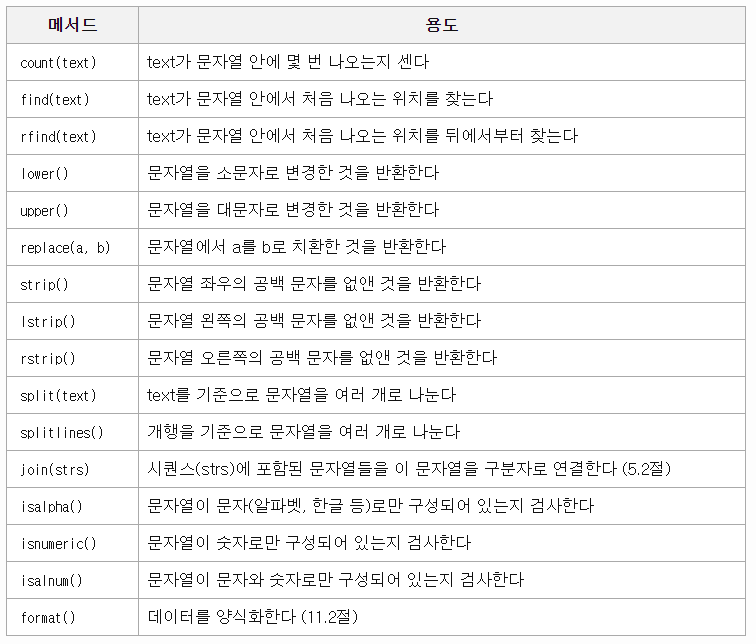 메서드 용도
count(text) text가 문자열 안에 몇 번 나오는지 센다
find(text) text가 문자열 안에서 처음 나오는 위치를 찾는다
rfind(text) text가 문자열 안에서 처음 나오는 위치를 뒤에서부터 찾는다
lower() 문자열을 소문자로 변경한 것을 반환한다
upper() 문자열을 대문자로 변경한 것을 반환한다
replace(a, b) 문자열에서 a를 b로 치환한 것을 반환한다
strip() 문자열 좌우의 공백 문자를 없앤 것을 반환한다
lstrip() 문자열 왼쪽의 공백 문자를 없앤 것을 반환한다
rstrip() 문자열 오른쪽의 공백 문자를 없앤 것을 반환한다
split(text) text를 기준으로 문자열을 여러 개로 나눈다
splitlines() 개행을 기준으로 문자열을 여러 개로 나눈다
join(strs) 시퀀스(strs)에 포함된 문자열들을 이 문자열을 구분자로 연결한다 (5.2절)
isalpha() 문자열이 문자(알파벳, 한글 등)로만 구성되어 있는지 검사한다
isnumeric() 문자열이 숫자로만 구성되어 있는지 검사한다
isalnum() 문자열이 문자와 숫자로만 구성되어 있는지 검사한다
format() 데이터를 양식화한다 (11.2절)